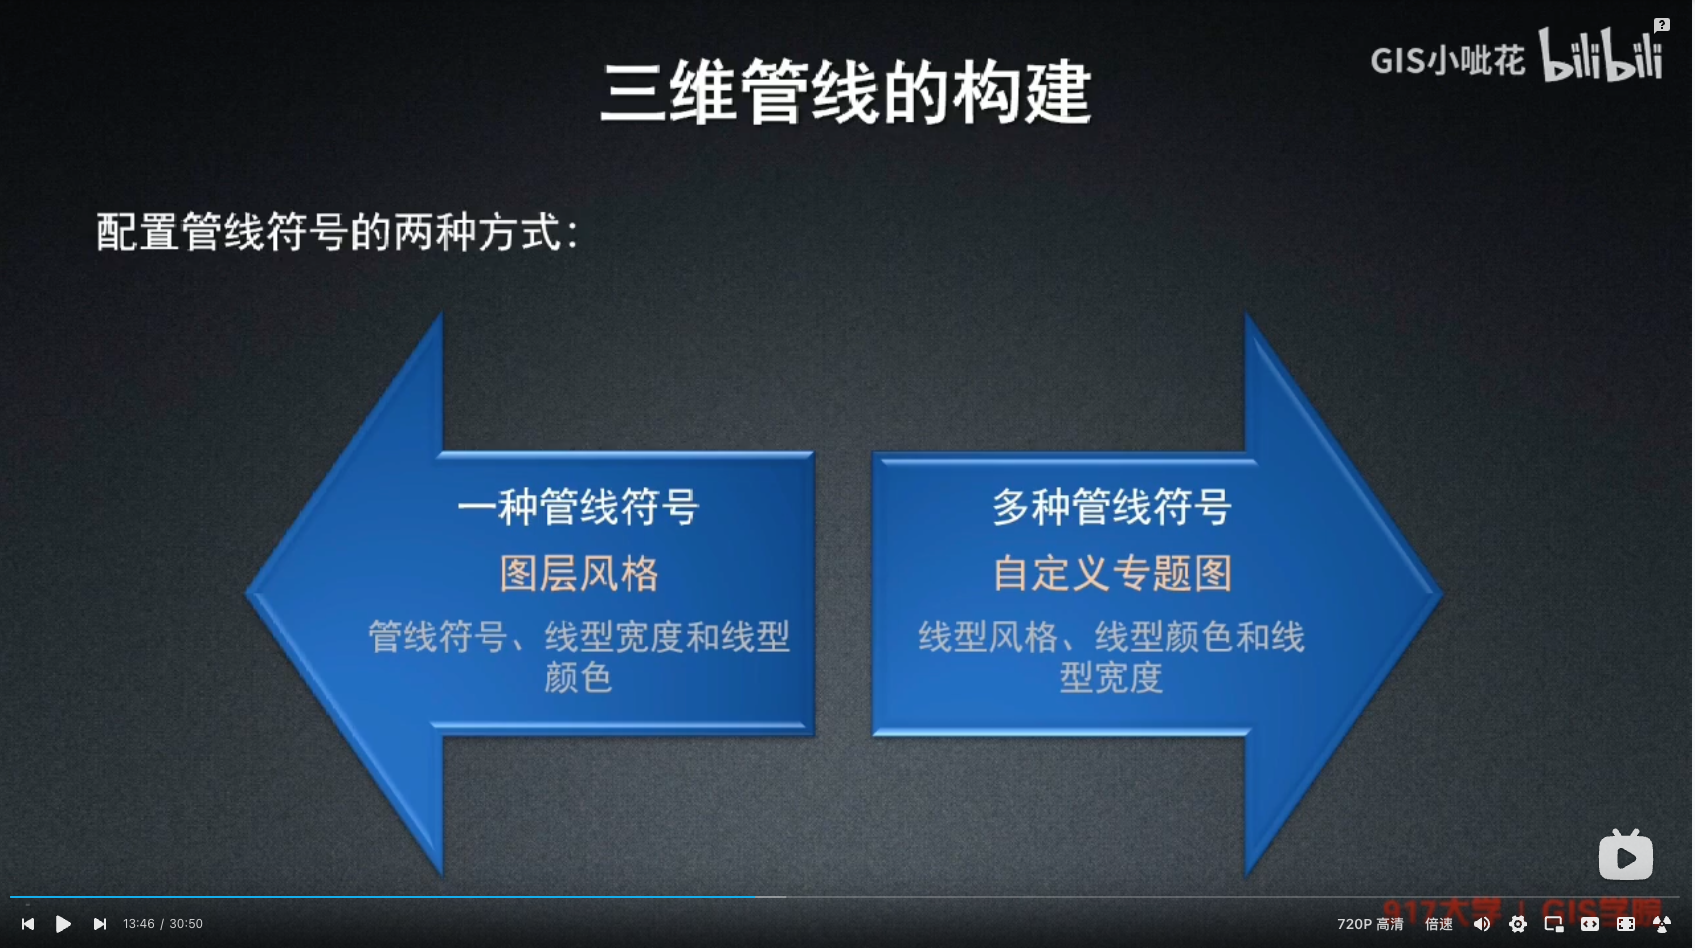 GIS小呲花 bilibili
三维管线的构建
配置管线符号的两种方式：
一种管线符号
图层风格
管线符号、线型宽度和线型
颜色
多种管线符号
自定义专题图
线型风格、线型颜色和线
型宽度
917大学 | GIS学院
13:46 / 30:50
720P 高清
倍速